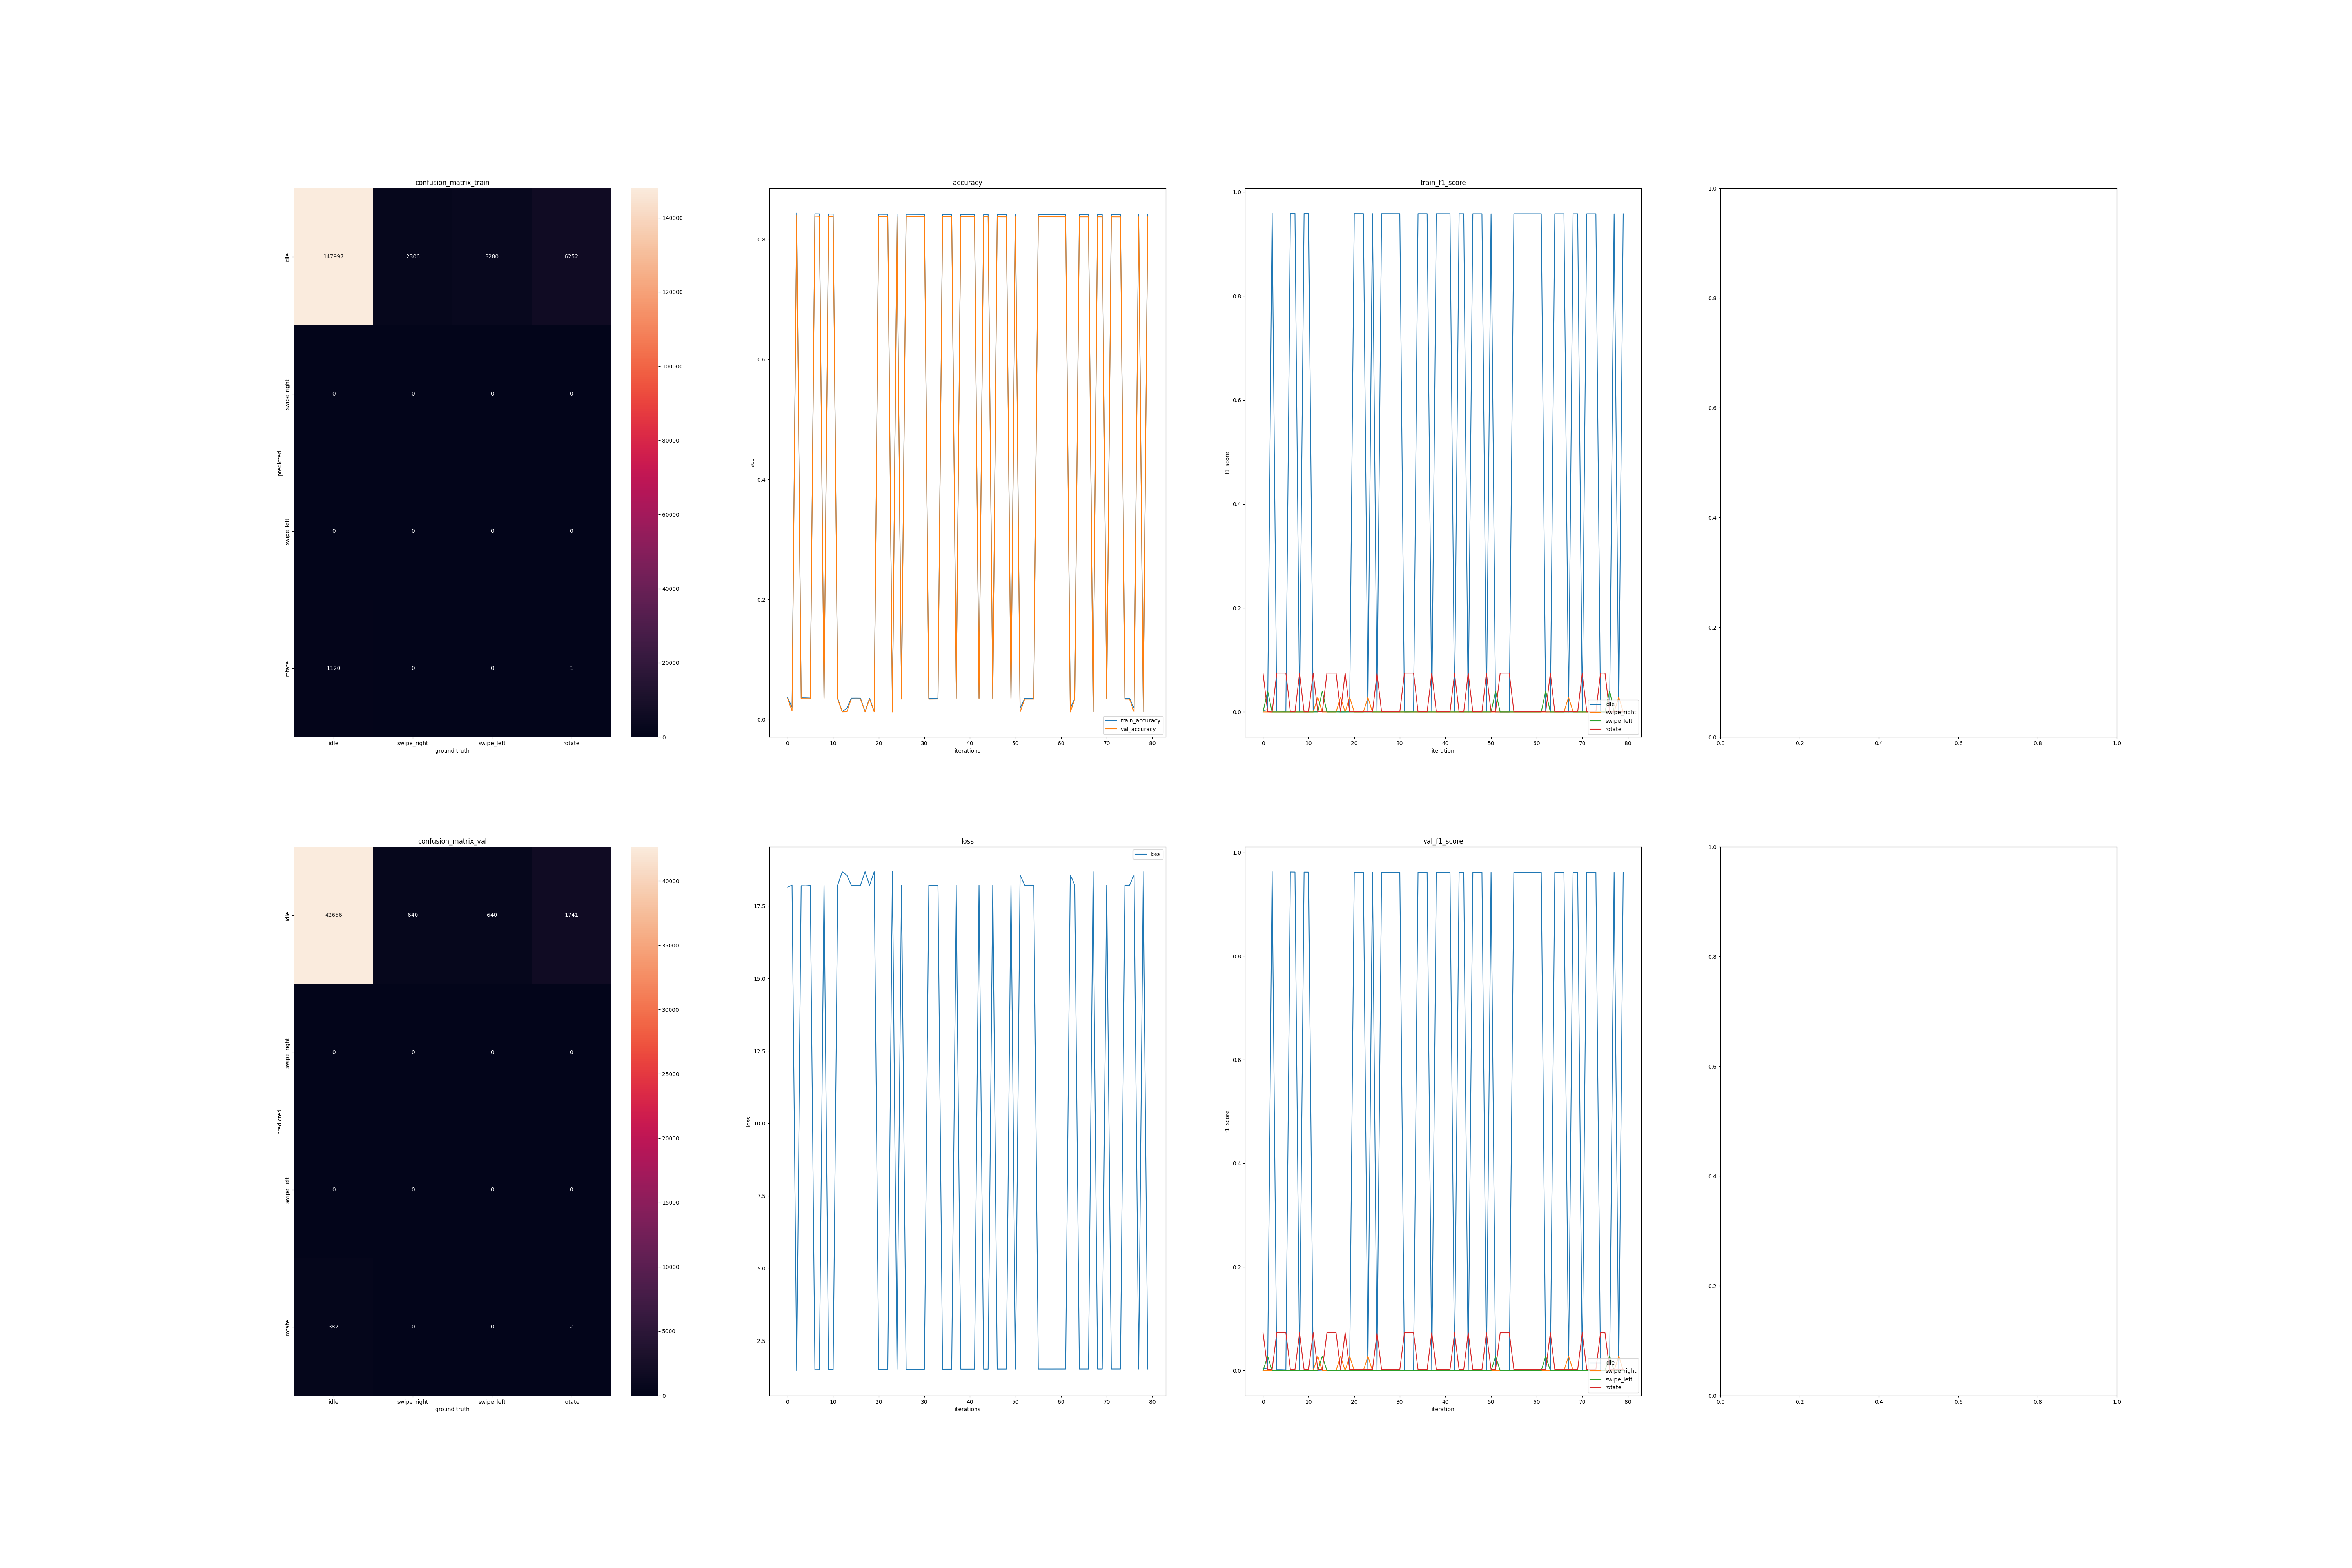 confusion_matrix_train
idle
147997 2306 3280 6252
swipe_right
0 0 0 0
predicted
swipe_left
0 0 0 0
rotate
1120 0 0 1
idle swipe_right swipe_left rotate
ground truth
140000
120000
100000
80000
60000
40000
20000
0
accuracy
acc
0.8
0.6
0.4
0.2
0.0
train_accuracy
val_accuracy
0 10 20 30 40 50 60 70 80
iterations
train_f1_score
f1_score
1.0
0.8
0.6
0.4
0.2
0.0
idle
swipe_right
swipe_left
rotate
0 10 20 30 40 50 60 70 80
iteration
1.0
0.8
0.6
0.4
0.2
0.0
0.0 0.2 0.4 0.6 0.8 1.0
confusion_matrix_val
idle
42656 640 640 1741
swipe_right
0 0 0 0
predicted
swipe_left
0 0 0 0
rotate
382 0 0 2
idle swipe_right swipe_left rotate
ground truth
40000
35000
30000
25000
20000
15000
10000
5000
0
loss
loss
loss
17.5
15.0
12.5
10.0
7.5
5.0
2.5
0 10 20 30 40 50 60 70 80
iterations
val_f1_score
f1_score
1.0
0.8
0.6
0.4
0.2
0.0
idle
swipe_right
swipe_left
rotate
0 10 20 30 40 50 60 70 80
iteration
1.0
0.8
0.6
0.4
0.2
0.0
0.0 0.2 0.4 0.6 0.8 1.0